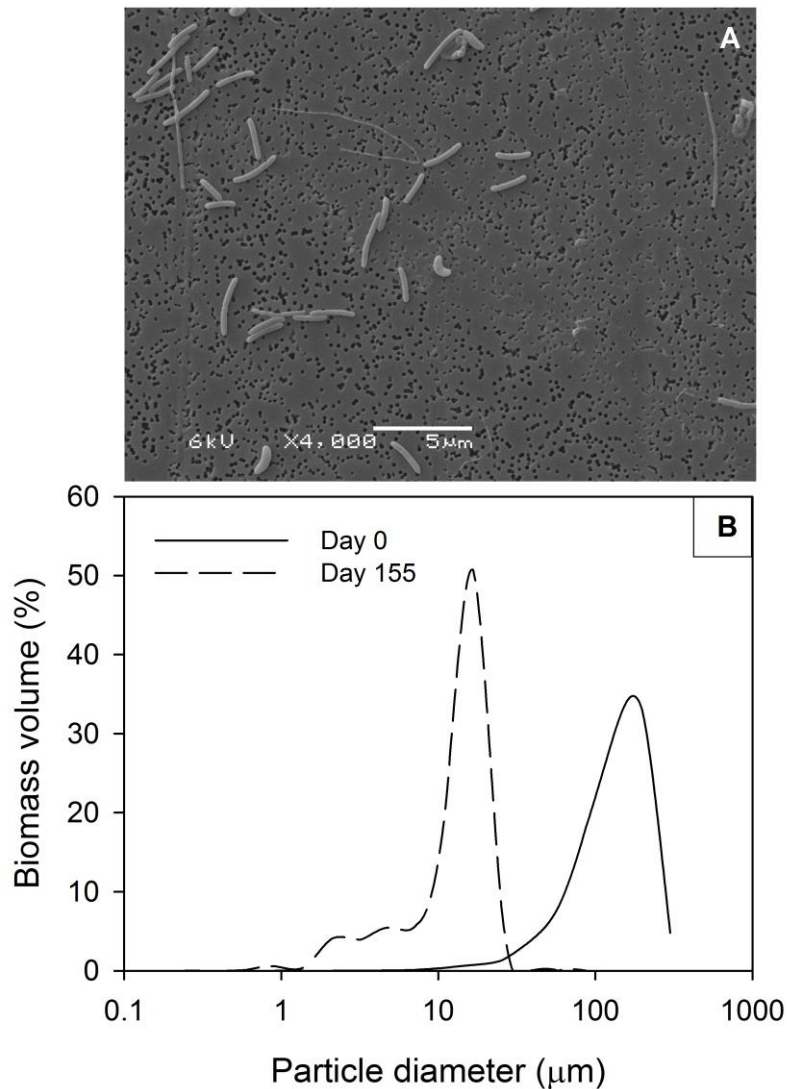 A
6kV X4,000 5μm
60
50
40
30
20
10
0
Biomass volume (%)
B
Day 0
Day 155
0.1 1 10 100 1000
Particle diameter (μm)